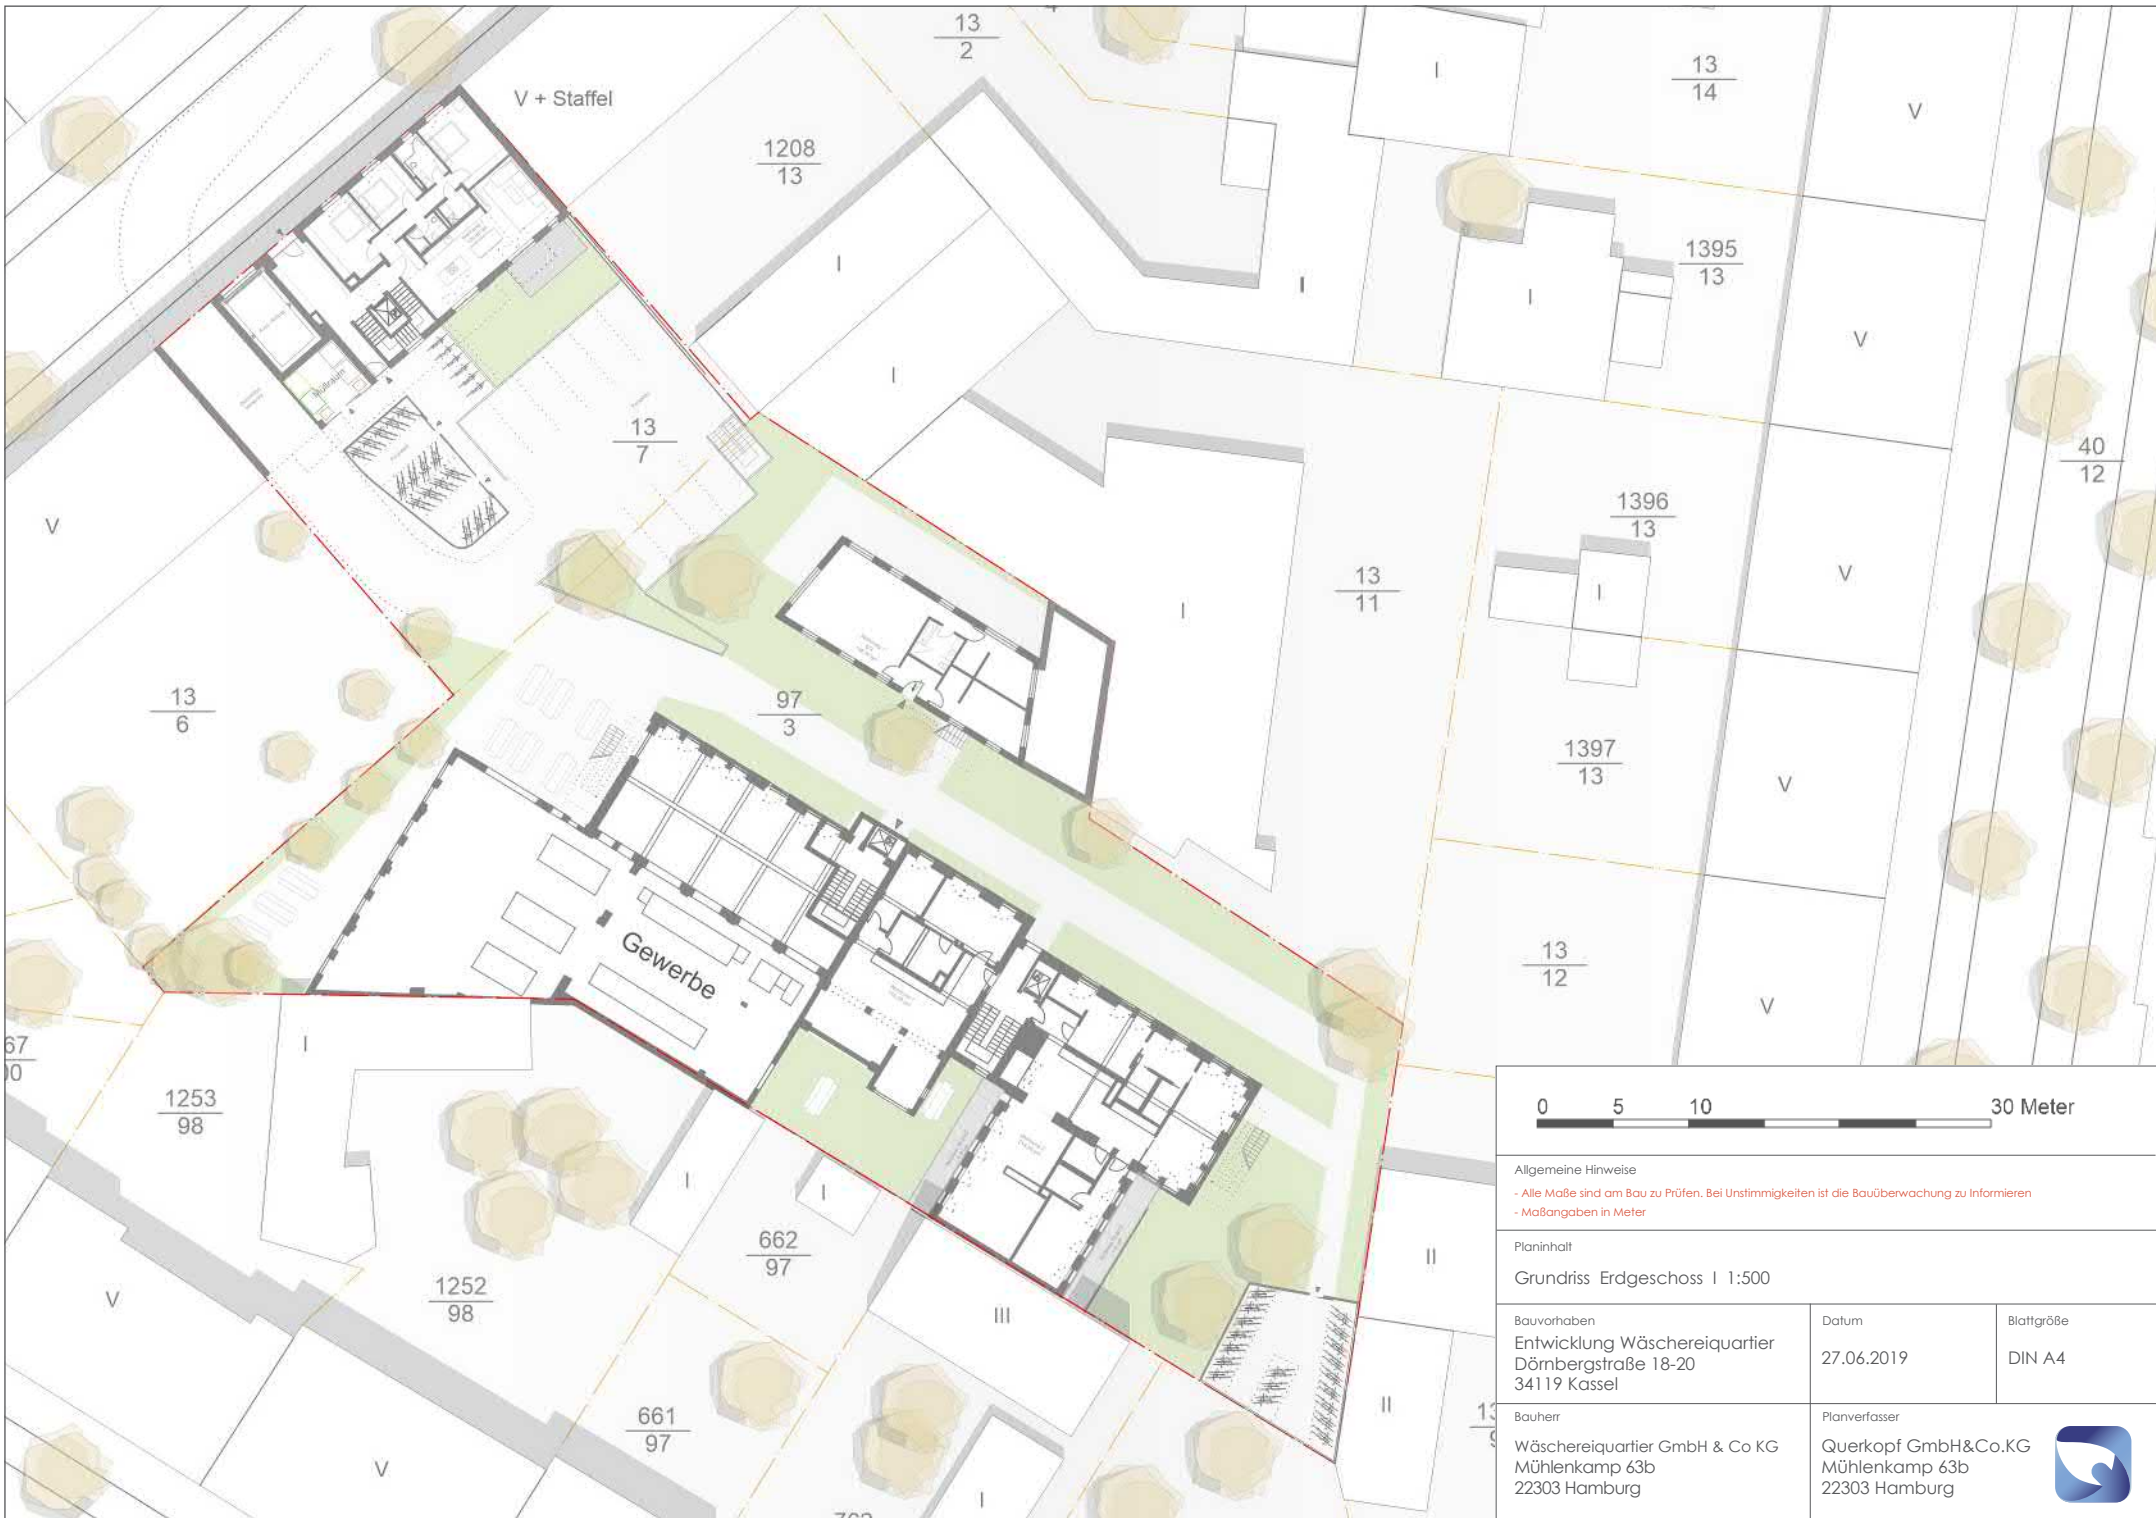 13
2
V + Staffel
I
13
14
V
1208
13
I
I
1395
13
I
V
I
Müllraum
13
7
40
12
V
1396
13
V
13
11
I
I
13
6
97
3
1397
13
V
Gewerbe
13
12
V
67
00
I
1253
98
V
1252
98
I
I
662
97
III
II
II
661
97
V
I
0 5 10 30 Meter
Allgemeine Hinweise
- Alle Maße sind am Bau zu Prüfen. Bei Unstimmigkeiten ist die Bauüberwachung zu Informieren
- Maßangaben in Meter
Planinhalt
Grundriss Erdgeschoss I 1:500
Bauvorhaben
Entwicklung Wäschereiquartier
Dörnbergstraße 18-20
34119 Kassel
Datum
27.06.2019
Blattgröße
DIN A4
Bauherr
Wäschereiquartier GmbH & Co KG
Mühlenkamp 63b
22303 Hamburg
Planverfasser
Querkopf GmbH&Co.KG
Mühlenkamp 63b
22303 Hamburg